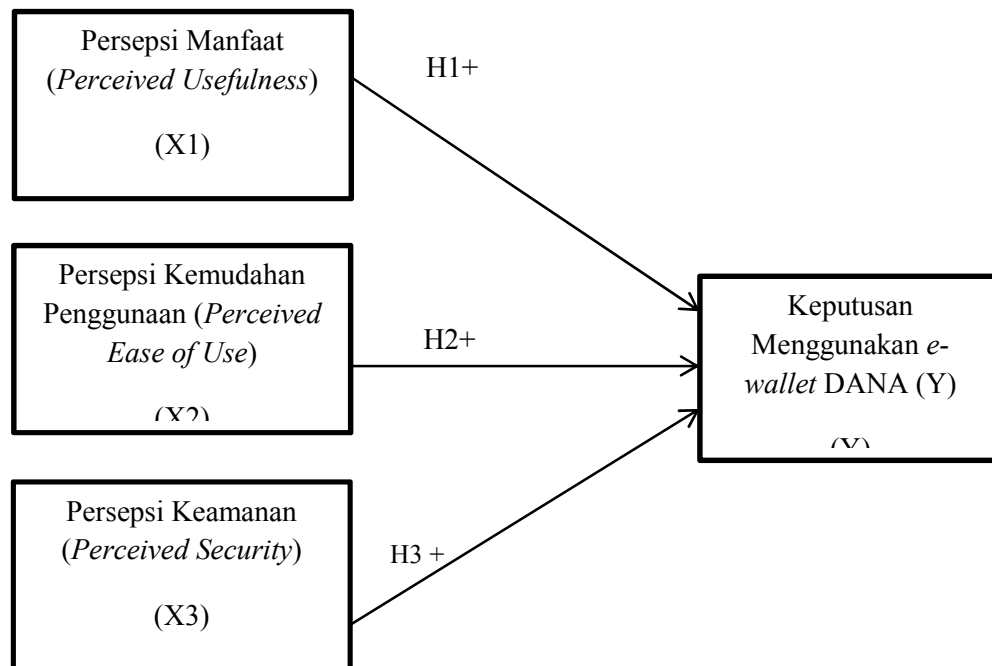 Persepsi Manfaat
(Perceived Usefulness)
(X1)
H1+
Persepsi Kemudahan
Penggunaan (Perceived
Ease of Use)
(X2)
H2+
Keputusan
Menggunakan e-
wallet DANA (Y)
(Y)
Persepsi Keamanan
(Perceived Security)
(X3)
H3 +